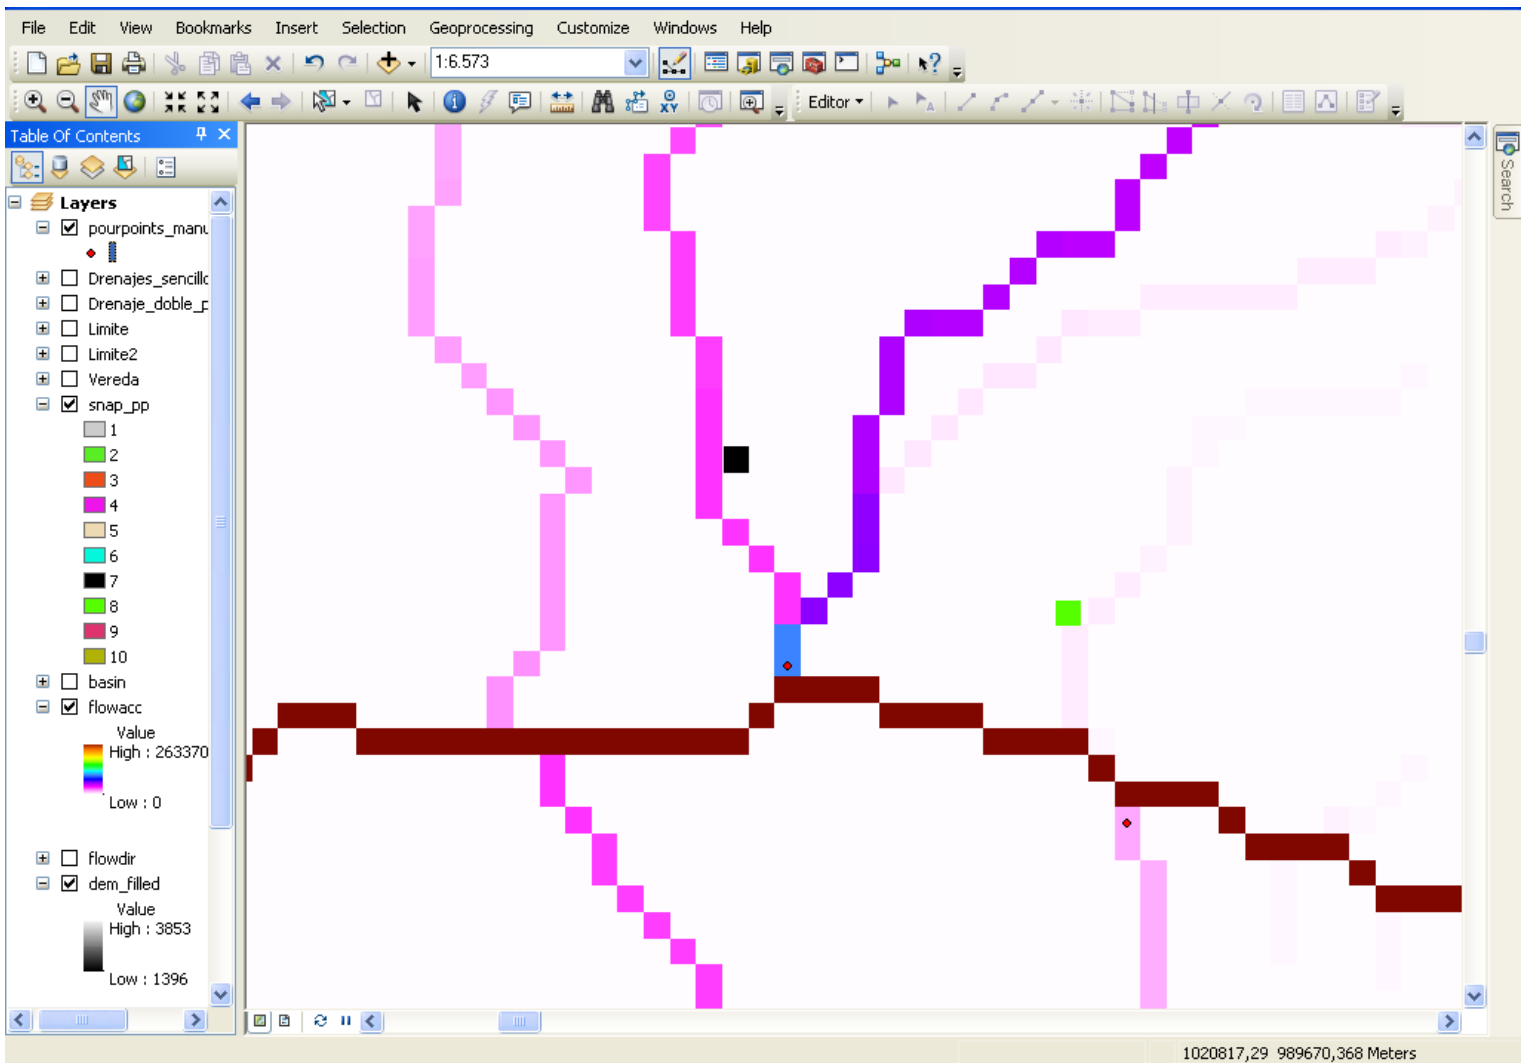 File Edit View Bookmarks Insert Selection Geoprocessing Customize Windows Help
1:6.573
Editor
Table Of Contents
Search
Layers
pourpoints_manu
Drenajes_sencillo
Drenaje_doble_p
Limite
Limite2
Vereda
snap_pp
1
2
3
4
5
6
7
8
9
10
basin
flowacc
Value
High : 263370
Low : 0
flowdir
dem_filled
Value
High : 3853
Low : 1396
1020817,29 989670,368 Meters